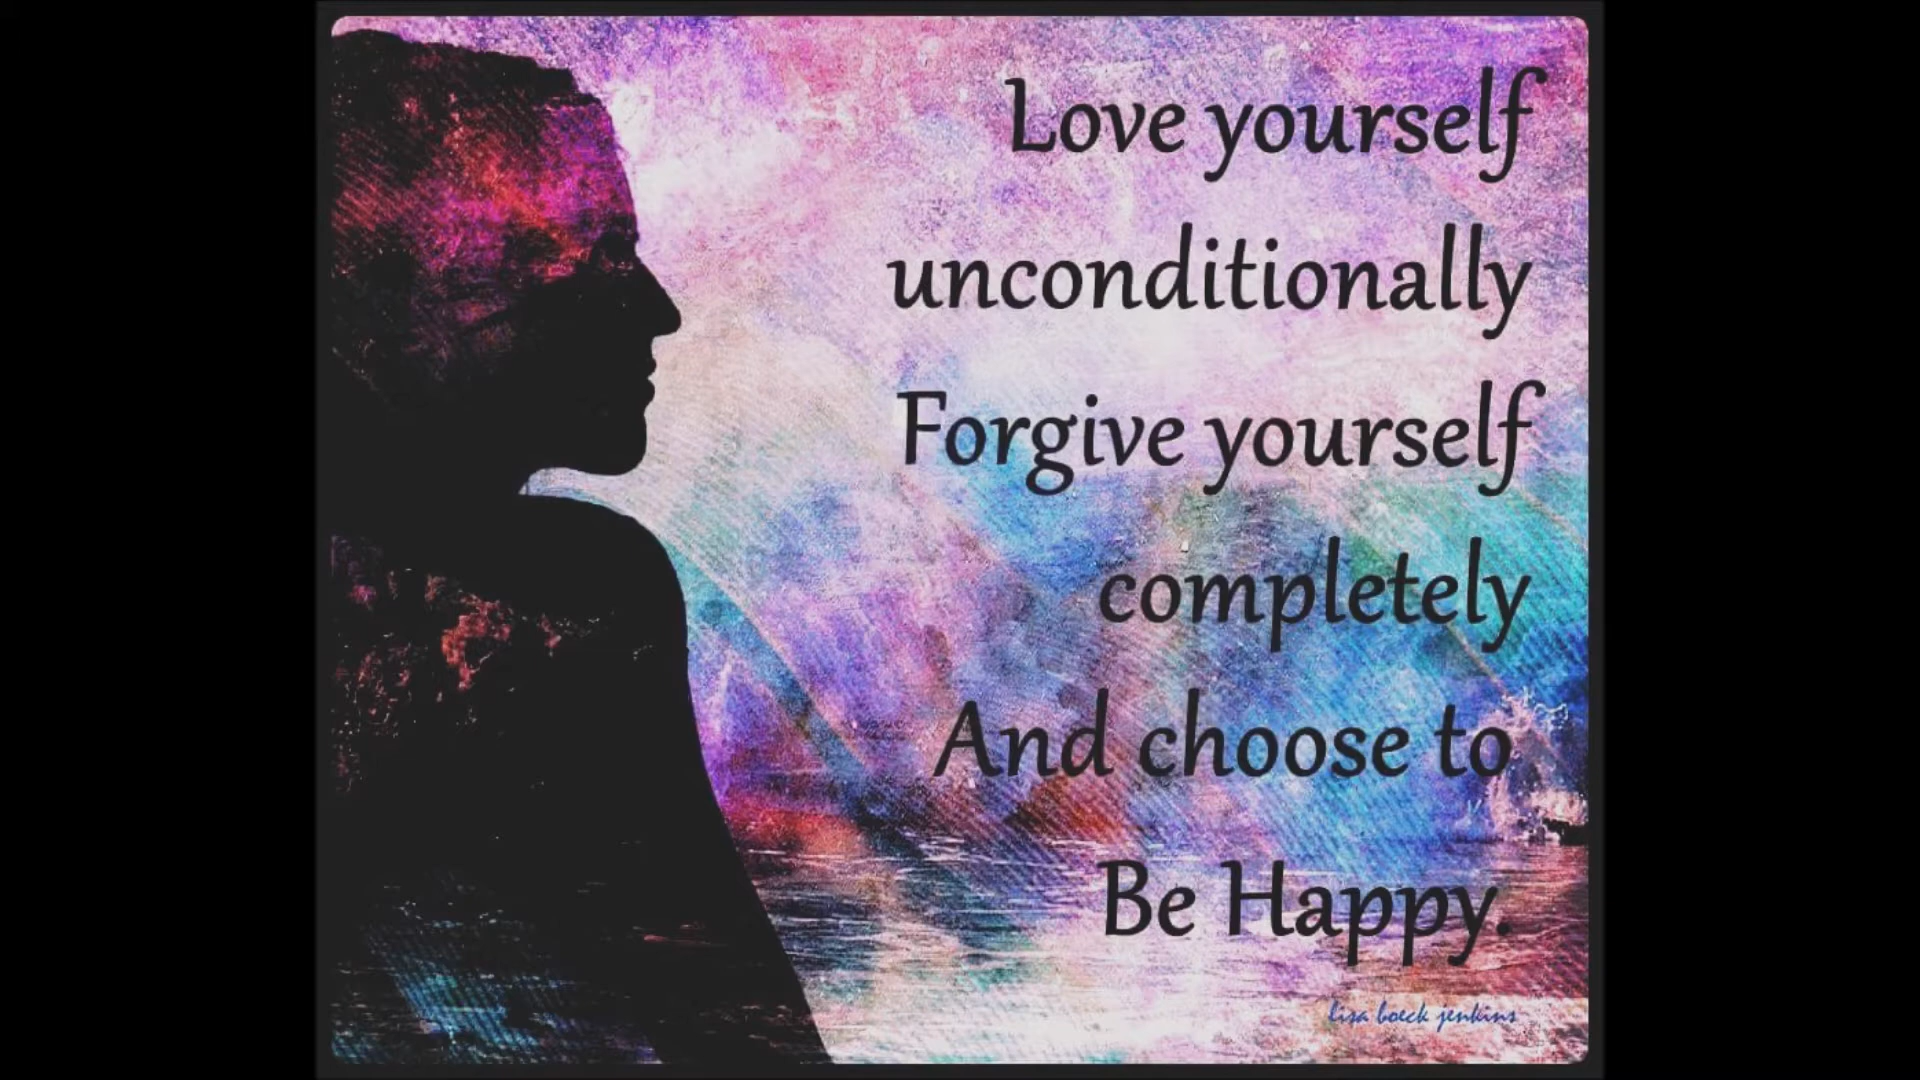 Love yourself
unconditionally
Forgive yourself
completely
And choose to
Be Happy.
lisa boeck jenkins